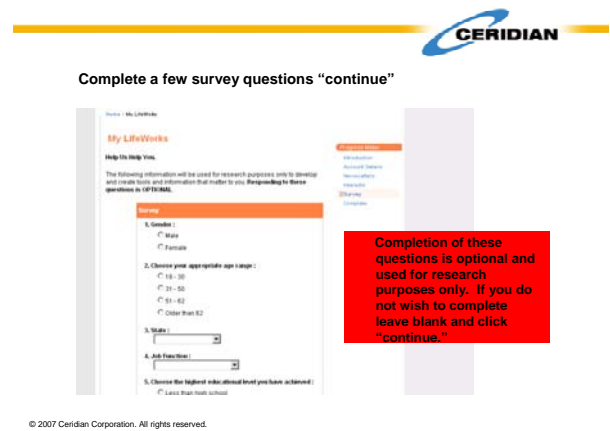 CERIDIAN
Complete a few survey questions “continue”
Home / My LifeWorks
My LifeWorks
Help Us Help You.
The following information will be used for research purposes only to develop
and create tools and information that matter to you. Responding to these
questions is OPTIONAL.
Progress Meter
Introduction
Account Details
Newsletters
Interests
Survey
Complete
Survey
1. Gender :
Male
Female
2. Choose your appropriate age range :
18 - 30
31 - 50
51 - 62
Older than 62
3. State :
4. Job Function :
5. Choose the highest educational level you have achieved :
Less than high school
Completion of these
questions is optional and
used for research
purposes only. If you do
not wish to complete
leave blank and click
“continue.”
© 2007 Ceridian Corporation. All rights reserved.